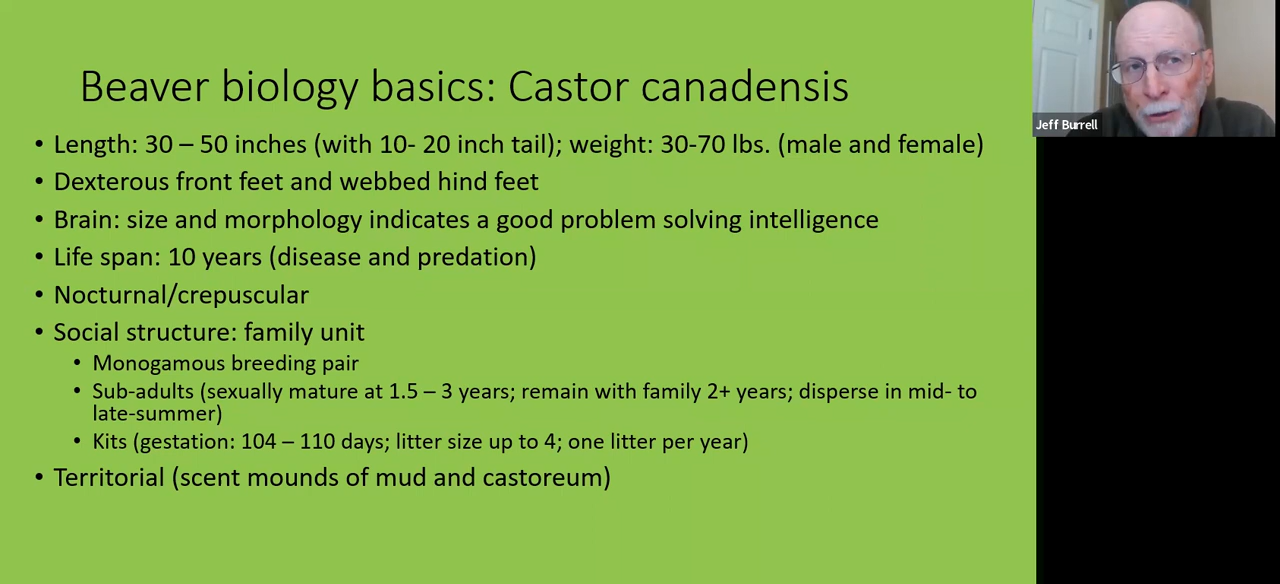 Beaver biology basics: Castor canadensis
• Length: 30 – 50 inches (with 10- 20 inch tail); weight: 30-70 lbs. (male and female)
• Dexterous front feet and webbed hind feet
• Brain: size and morphology indicates a good problem solving intelligence
• Life span: 10 years (disease and predation)
• Nocturnal/crepuscular
• Social structure: family unit
• Monogamous breeding pair
• Sub-adults (sexually mature at 1.5 – 3 years; remain with family 2+ years; disperse in mid- to
late-summer)
• Kits (gestation: 104 – 110 days; litter size up to 4; one litter per year)
• Territorial (scent mounds of mud and castoreum)
Jeff Burrell